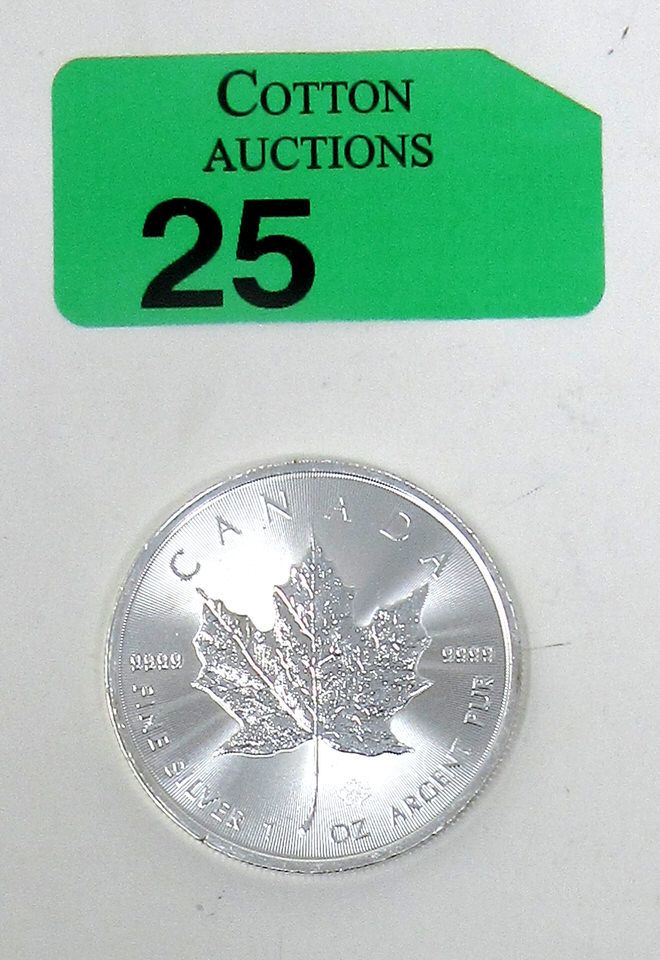 COTTON
AUCTIONS
25
CANADA
9999 9999
FINE SILVER 1 OZ ARGENT PUR